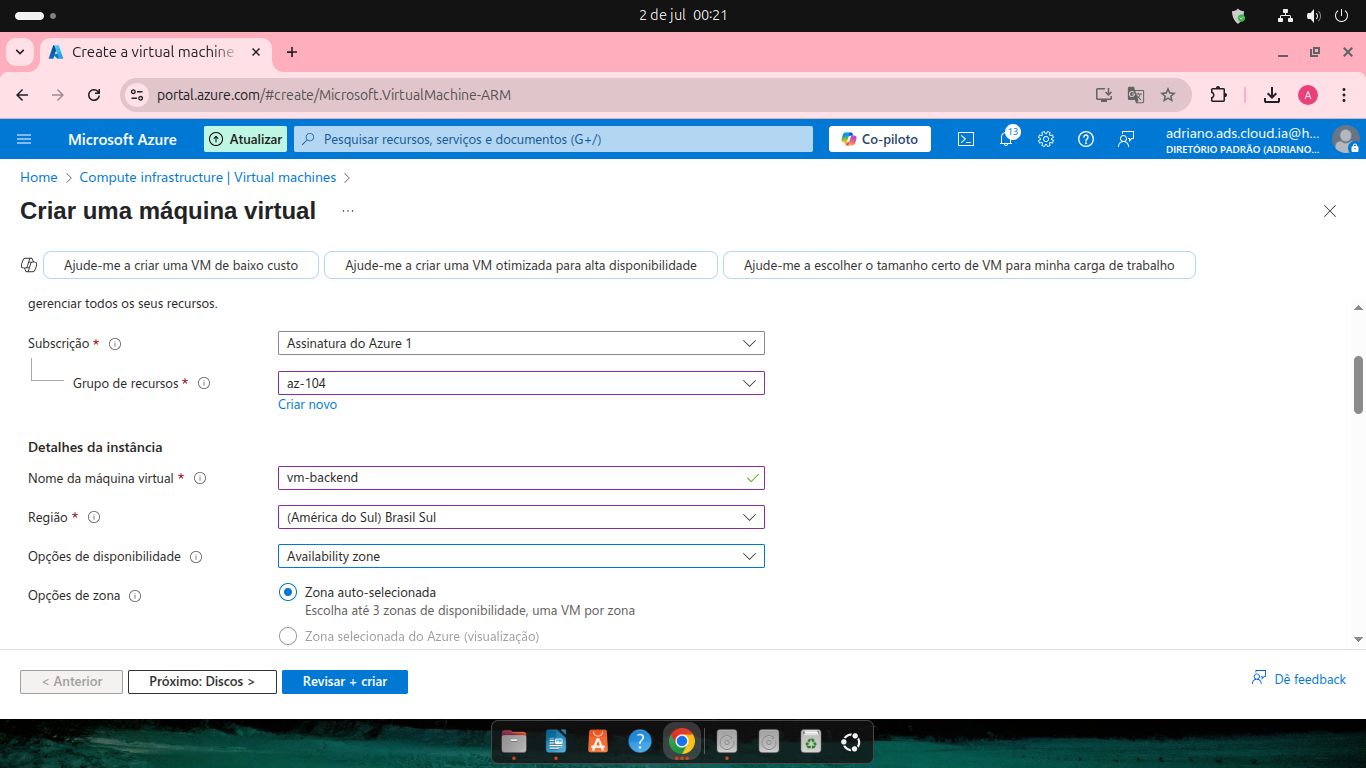 2 de jul 00:21
Create a virtual machine
portal.azure.com/#create/Microsoft.VirtualMachine-ARM
A
Microsoft Azure
Atualizar
Pesquisar recursos, serviços e documentos (G+/)
Co-piloto
13
adriano.ads.cloud.ia@h...
DIRETÓRIO PADRÃO (ADRIANO...
Home > Compute infrastructure | Virtual machines >
Criar uma máquina virtual ...
Ajude-me a criar uma VM de baixo custo
Ajude-me a criar uma VM otimizada para alta disponibilidade
Ajude-me a escolher o tamanho certo de VM para minha carga de trabalho
gerenciar todos os seus recursos.
Subscrição *
Assinatura do Azure 1
Grupo de recursos *
az-104
Criar novo
Detalhes da instância
Nome da máquina virtual *
vm-backend
Região *
(América do Sul) Brasil Sul
Opções de disponibilidade
Availability zone
Opções de zona
Zona auto-selecionada
Escolha até 3 zonas de disponibilidade, uma VM por zona
Zona selecionada do Azure (visualização)
< Anterior
Próximo: Discos >
Revisar + criar
Dê feedback